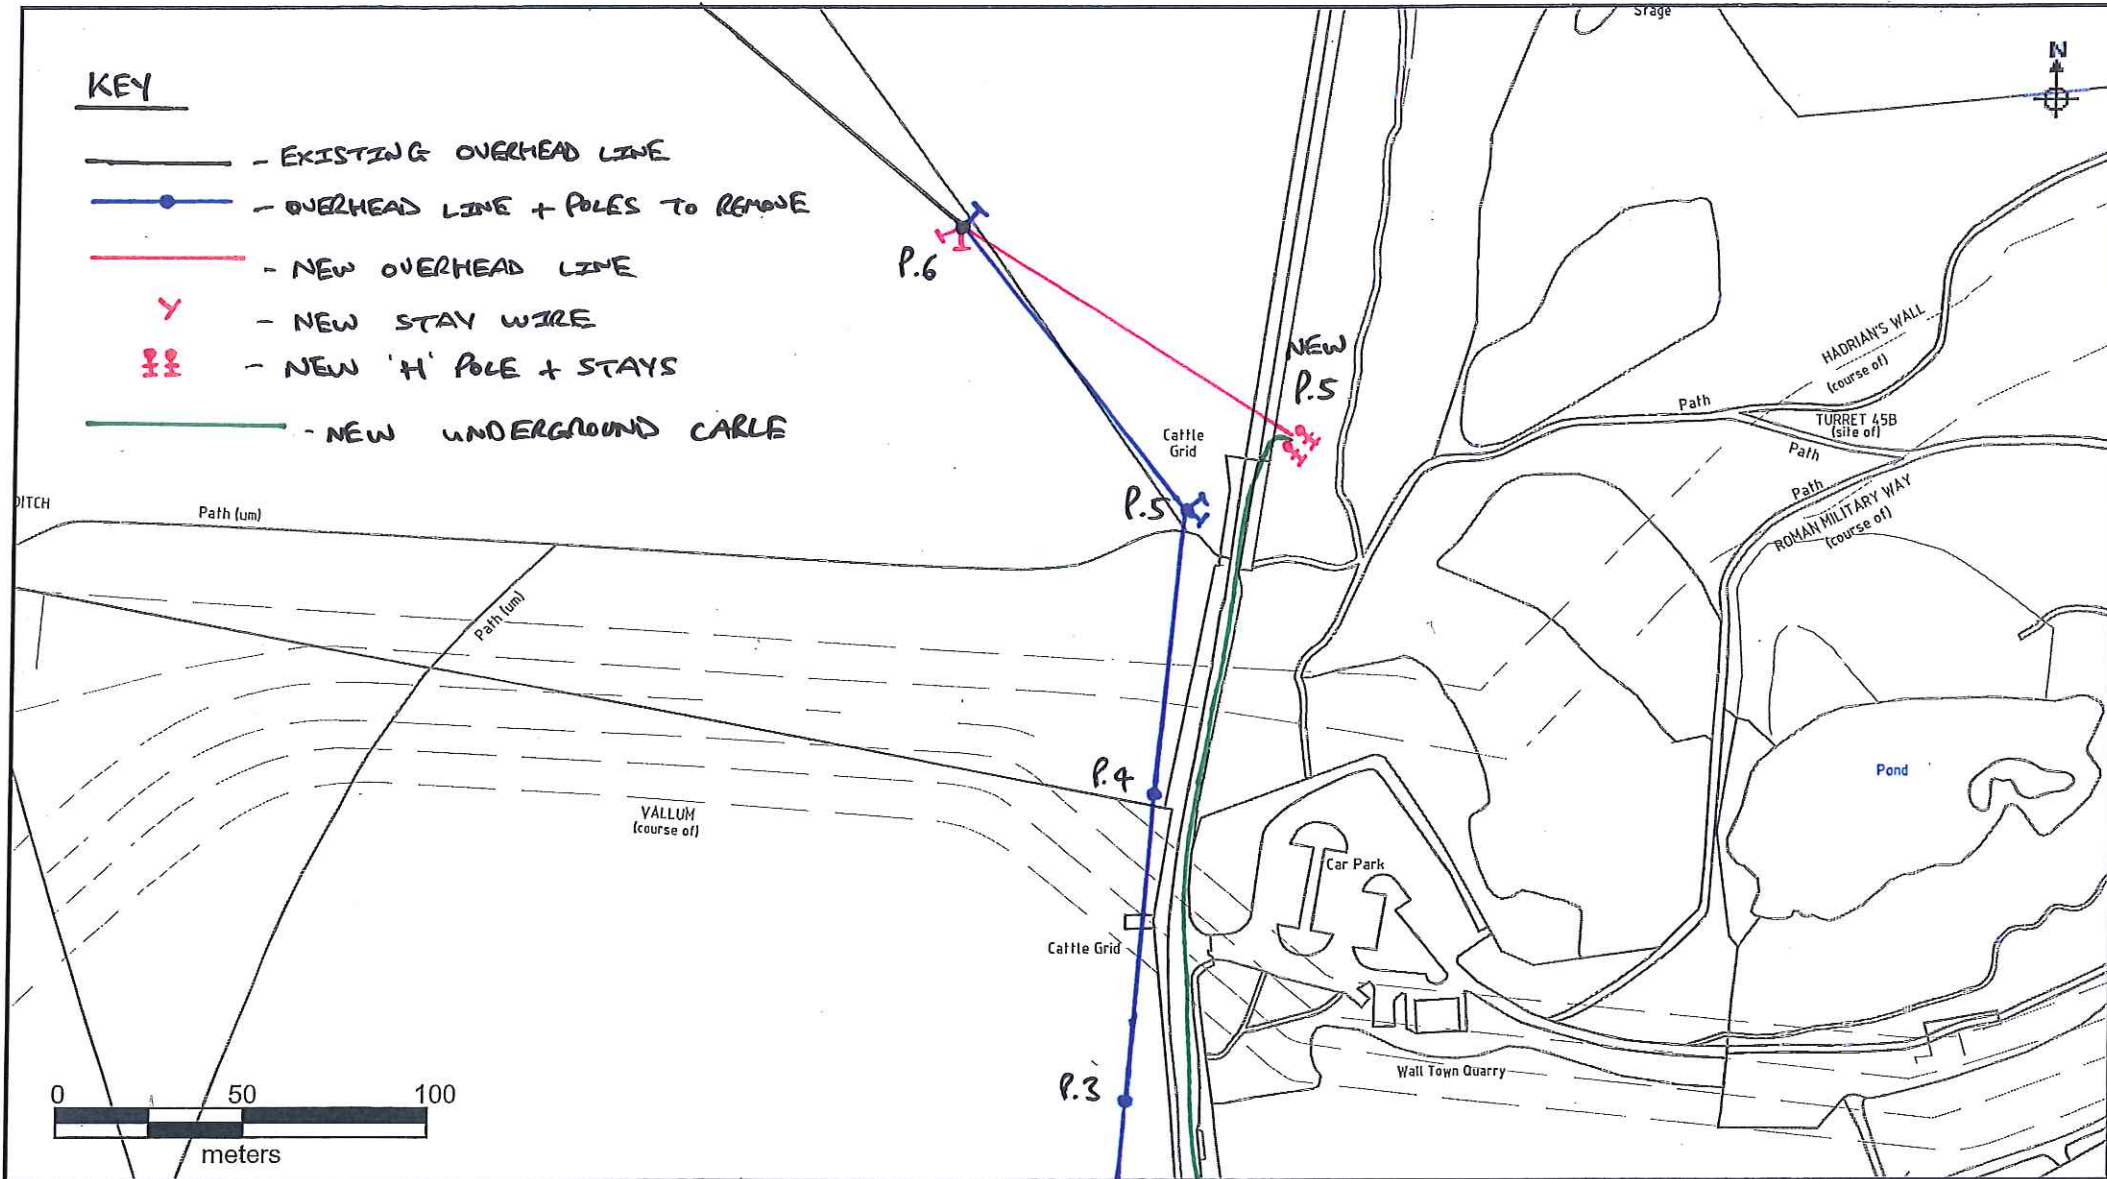 Stage
N
KEY
- EXISTING OVERHEAD LINE
- OVERHEAD LINE + POLES TO REMOVE
- NEW OVERHEAD LINE
- NEW STAY WIRE
- NEW 'H' POLE + STAYS
- NEW UNDERGROUND CABLE
P.6
NEW
P.5
HADRIAN'S WALL
(course of)
Path
TURRET 45B
(site of)
Path
Cattle
Grid
P.5
Path
ROMAN MILITARY WAY
(course of)
DITCH
Path (um)
Path (um)
P.4
Pond
VALLUM
(course of)
Car Park
Cattle Grid
Wall Town Quarry
P.3
0 50 100
meters